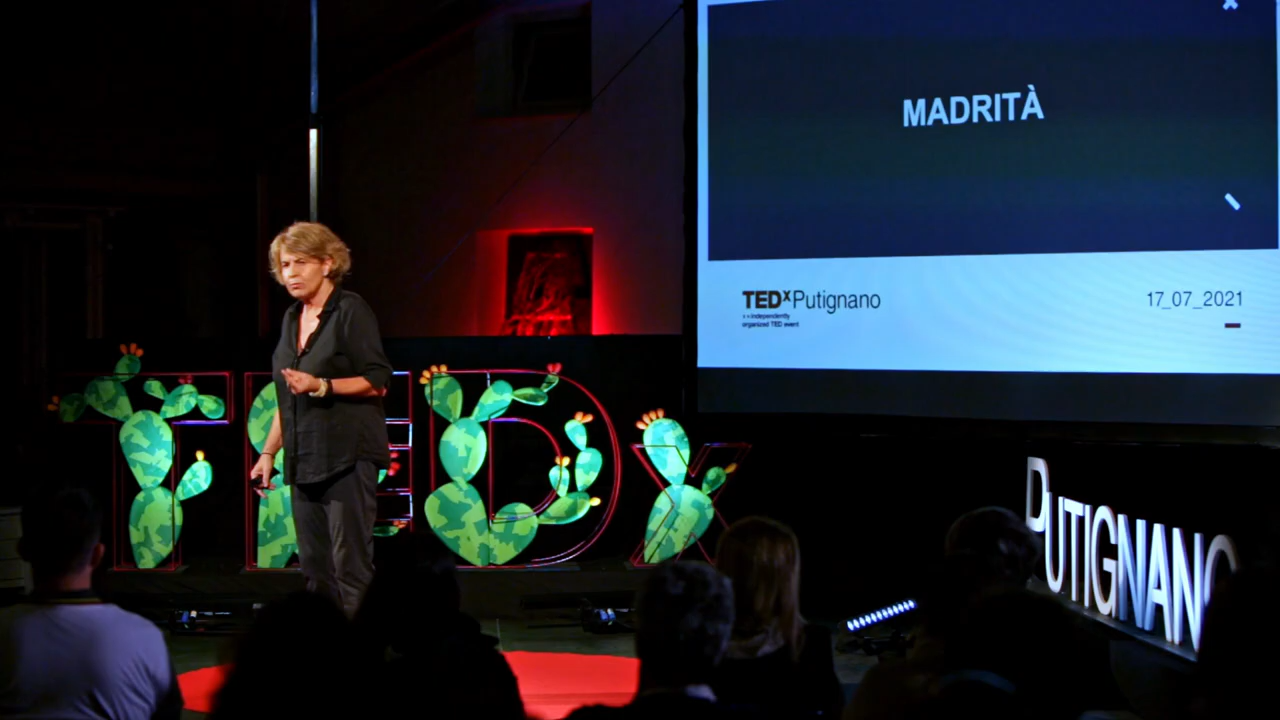 MADRITÀ
TEDxPutignano
independently
organized TED event
17_07_2021
TEDx
PUTIGNANO